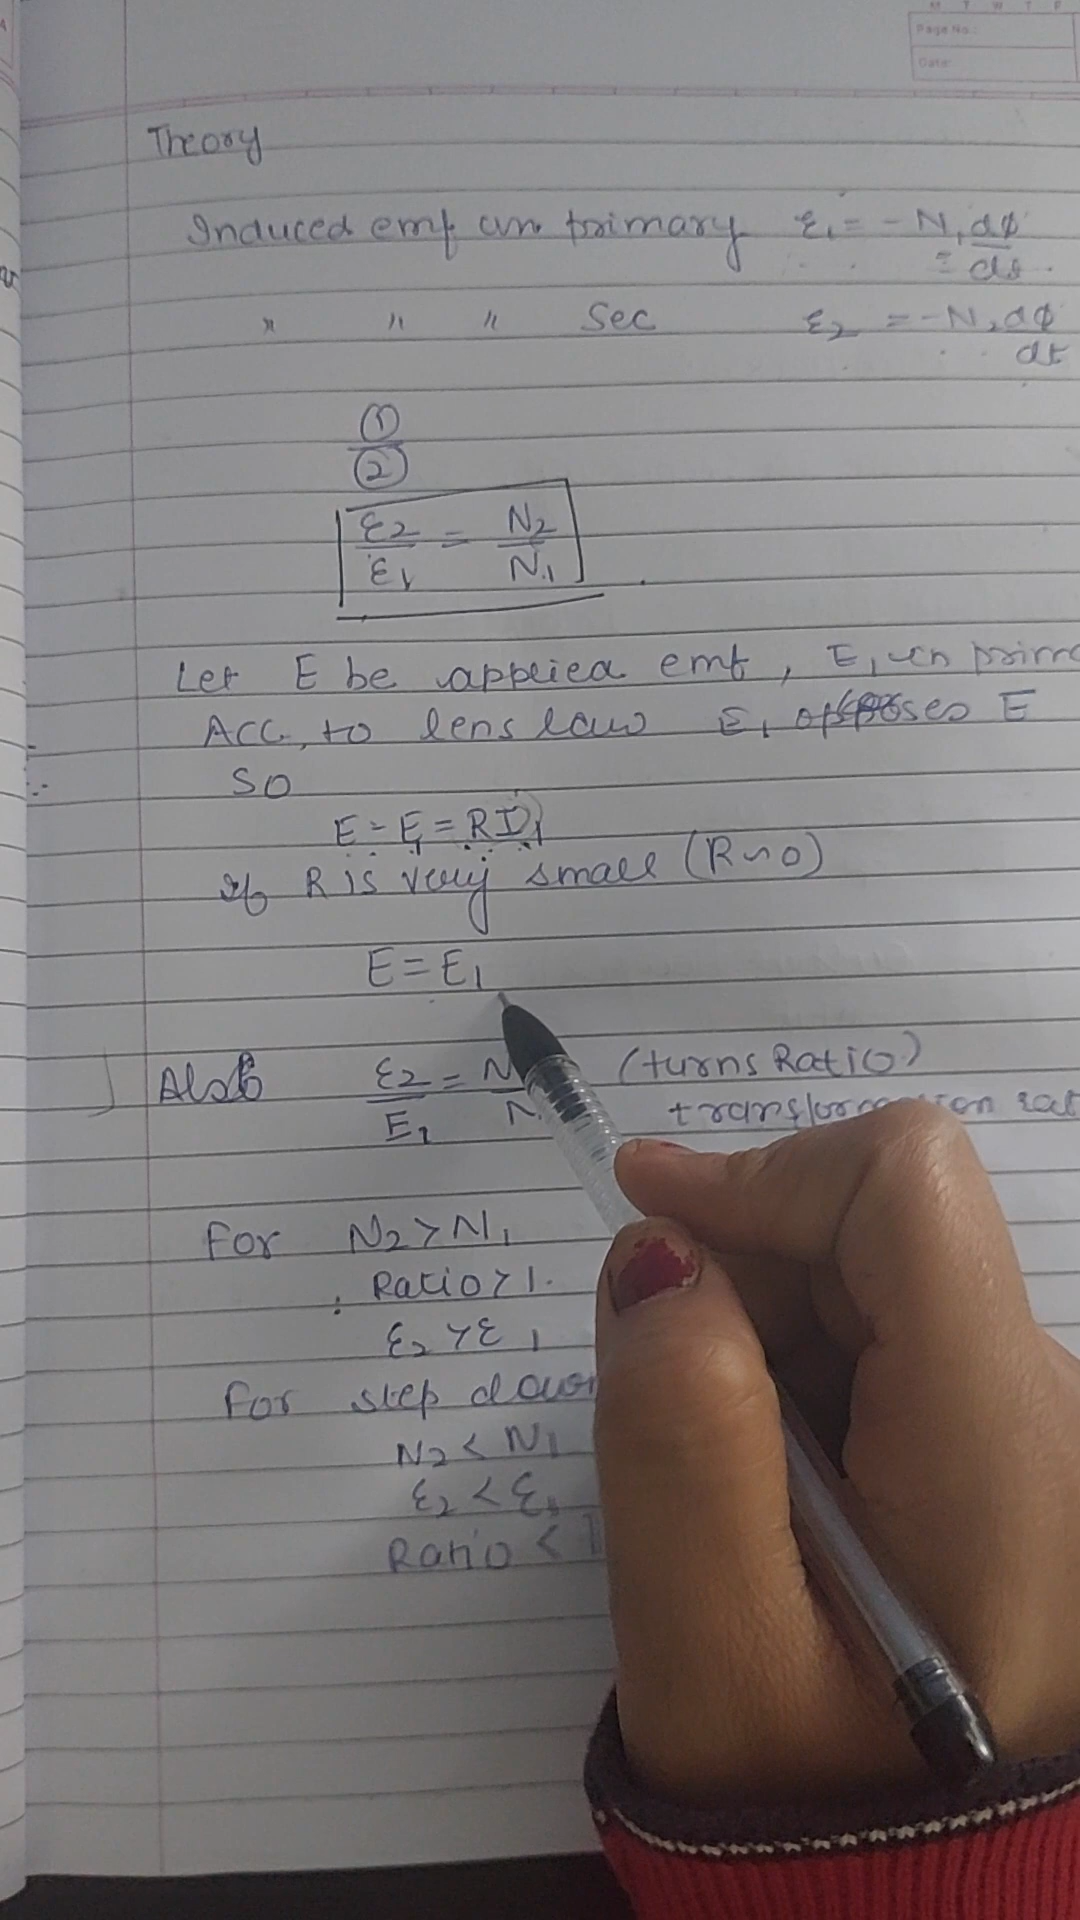 M T W T F
Page No.:
Date:
Theory
Induced emf in primary ε₁ = - N₁ dφ
dt
" " " Sec ε₂ = - N₂ dφ
dt
①
②
ε₂ = N₂
ε₁ N₁
Let E be applied emf, E₁ in prim
Acc. to lens law E₁ opposes E
SO
E - E₁ = RI₁
If R is very small (R~0)
E = E₁
Also ε₂ = N (turns Ratio)
E₁ N
For N₂ > N₁
Ratio > 1.
ε₂ > ε₁
For step down
N₂ < N₁
ε₂ < ε₁
Ratio < 1